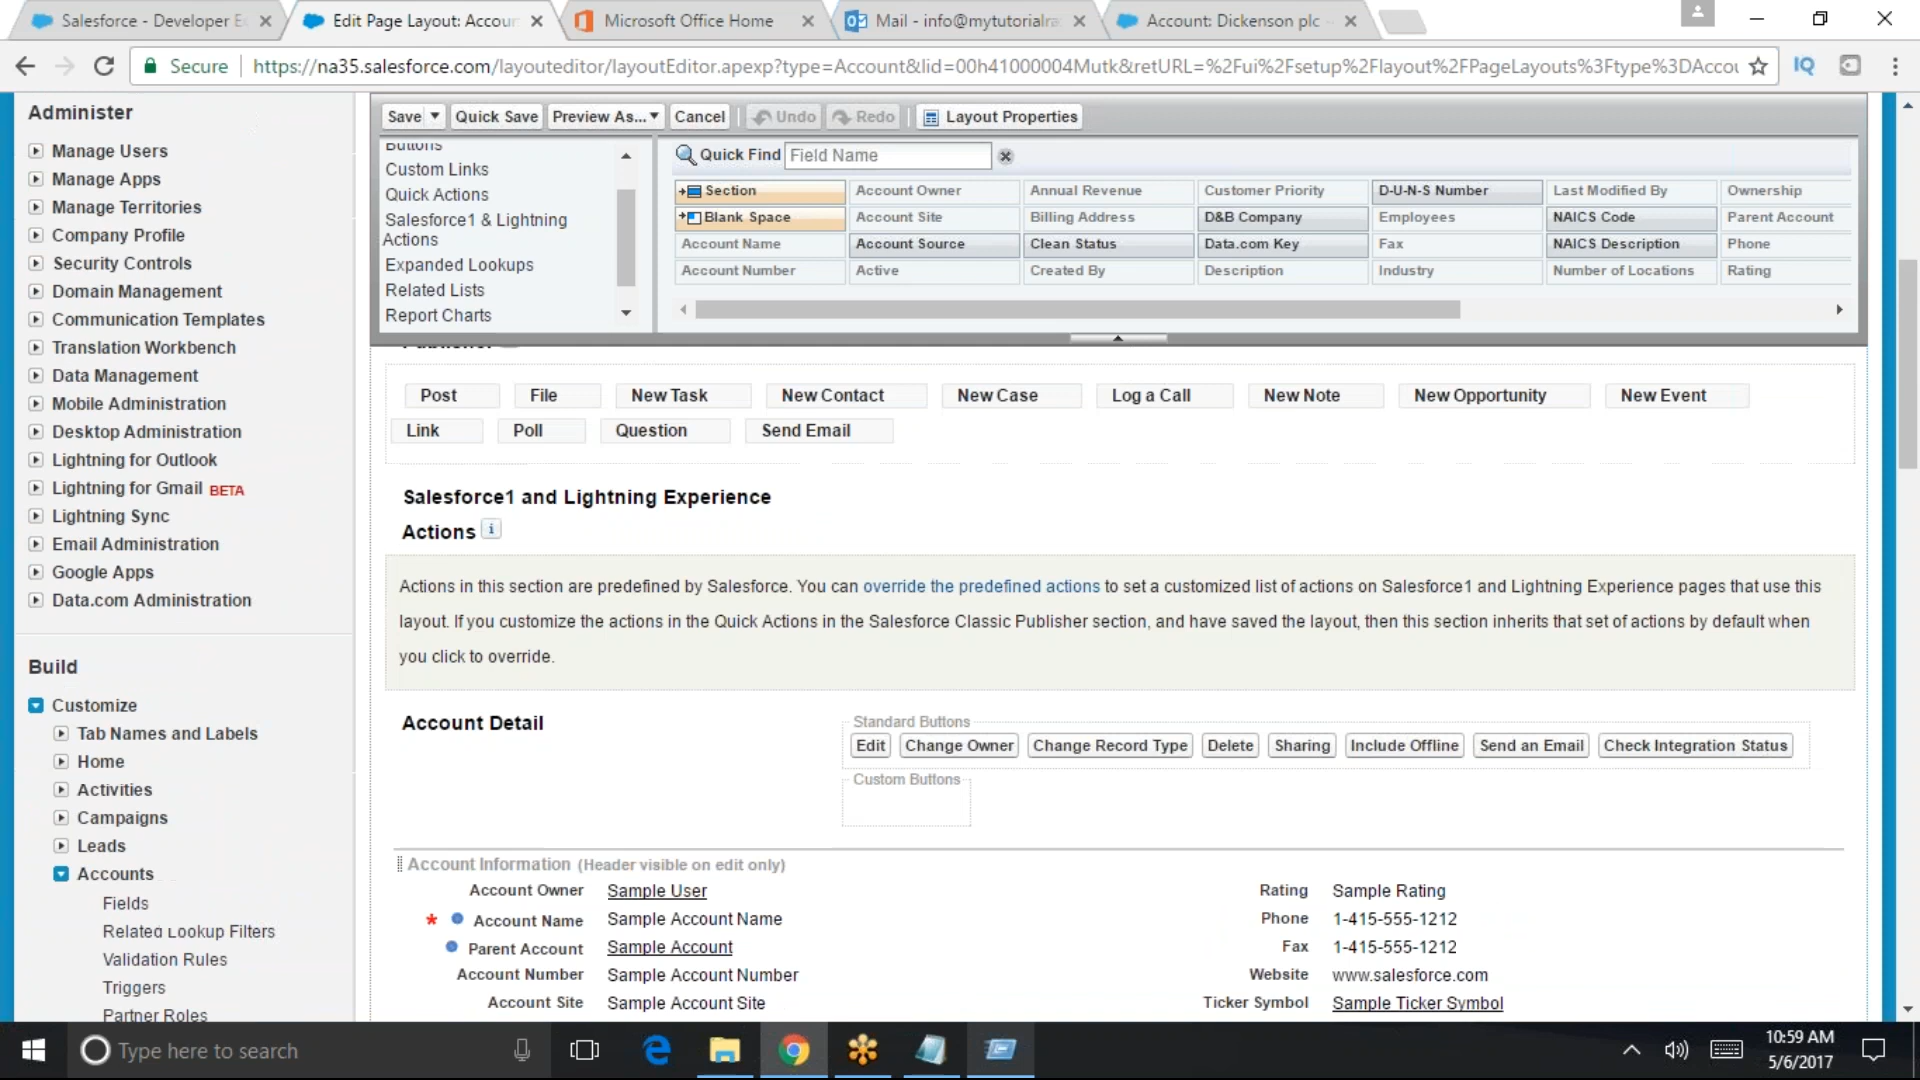 Salesforce - Developer E
Edit Page Layout: Accoun
Microsoft Office Home
Mail - info@mytutorialra
Account: Dickenson plc -
Secure
https://na35.salesforce.com/layouteditor/layoutEditor.apexp?type=Account&lid=00h41000004Mutk&retURL=%2Fui%2Fsetup%2Flayout%2FPageLayouts%3Ftype%3DAccou
IQ
Administer
Manage Users
Manage Apps
Manage Territories
Company Profile
Security Controls
Domain Management
Communication Templates
Translation Workbench
Data Management
Mobile Administration
Desktop Administration
Lightning for Outlook
Lightning for Gmail BETA
Lightning Sync
Email Administration
Google Apps
Data.com Administration
Build
Customize
Tab Names and Labels
Home
Activities
Campaigns
Leads
Accounts
Fields
Related Lookup Filters
Validation Rules
Triggers
Partner Roles
Save Quick Save Preview As... Cancel Undo Redo Layout Properties
Buttons
Custom Links
Quick Actions
Salesforce1 & Lightning
Actions
Expanded Lookups
Related Lists
Report Charts
Quick Find Field Name
Section Account Owner Annual Revenue Customer Priority D-U-N-S Number Last Modified By Ownership
Blank Space Account Site Billing Address D&B Company Employees NAICS Code Parent Account
Account Name Account Source Clean Status Data.com Key Fax NAICS Description Phone
Account Number Active Created By Description Industry Number of Locations Rating
Publisher
Post File New Task New Contact New Case Log a Call New Note New Opportunity New Event
Link Poll Question Send Email
Salesforce1 and Lightning Experience
Actions i
Actions in this section are predefined by Salesforce. You can override the predefined actions to set a customized list of actions on Salesforce1 and Lightning Experience pages that use this
layout. If you customize the actions in the Quick Actions in the Salesforce Classic Publisher section, and have saved the layout, then this section inherits that set of actions by default when
you click to override.
Account Detail
Standard Buttons
Edit Change Owner Change Record Type Delete Sharing Include Offline Send an Email Check Integration Status
Custom Buttons
Account Information (Header visible on edit only)
Account Owner Sample User Rating Sample Rating
* Account Name Sample Account Name Phone 1-415-555-1212
Parent Account Sample Account Fax 1-415-555-1212
Account Number Sample Account Number Website www.salesforce.com
Account Site Sample Account Site Ticker Symbol Sample Ticker Symbol
Type here to search
10:59 AM
5/6/2017